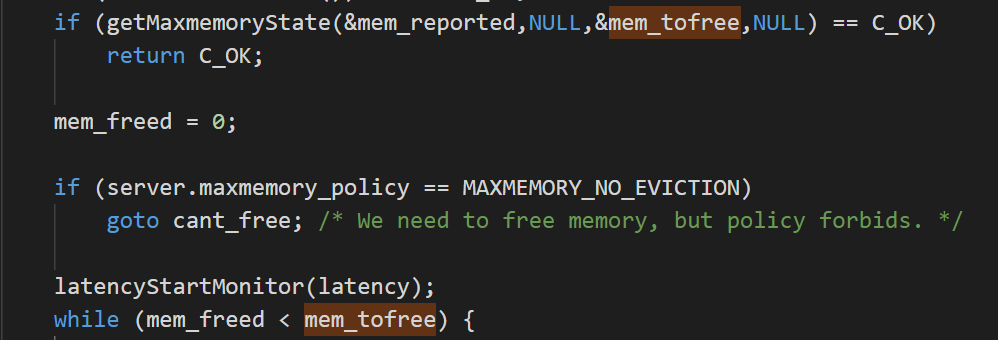 if (getMaxmemoryState(&mem_reported,NULL,&mem_tofree,NULL) == C_OK)
return C_OK;
mem_freed = 0;
if (server.maxmemory_policy == MAXMEMORY_NO_EVICTION)
goto cant_free; /* We need to free memory, but policy forbids. */
latencyStartMonitor(latency);
while (mem_freed < mem_tofree) {